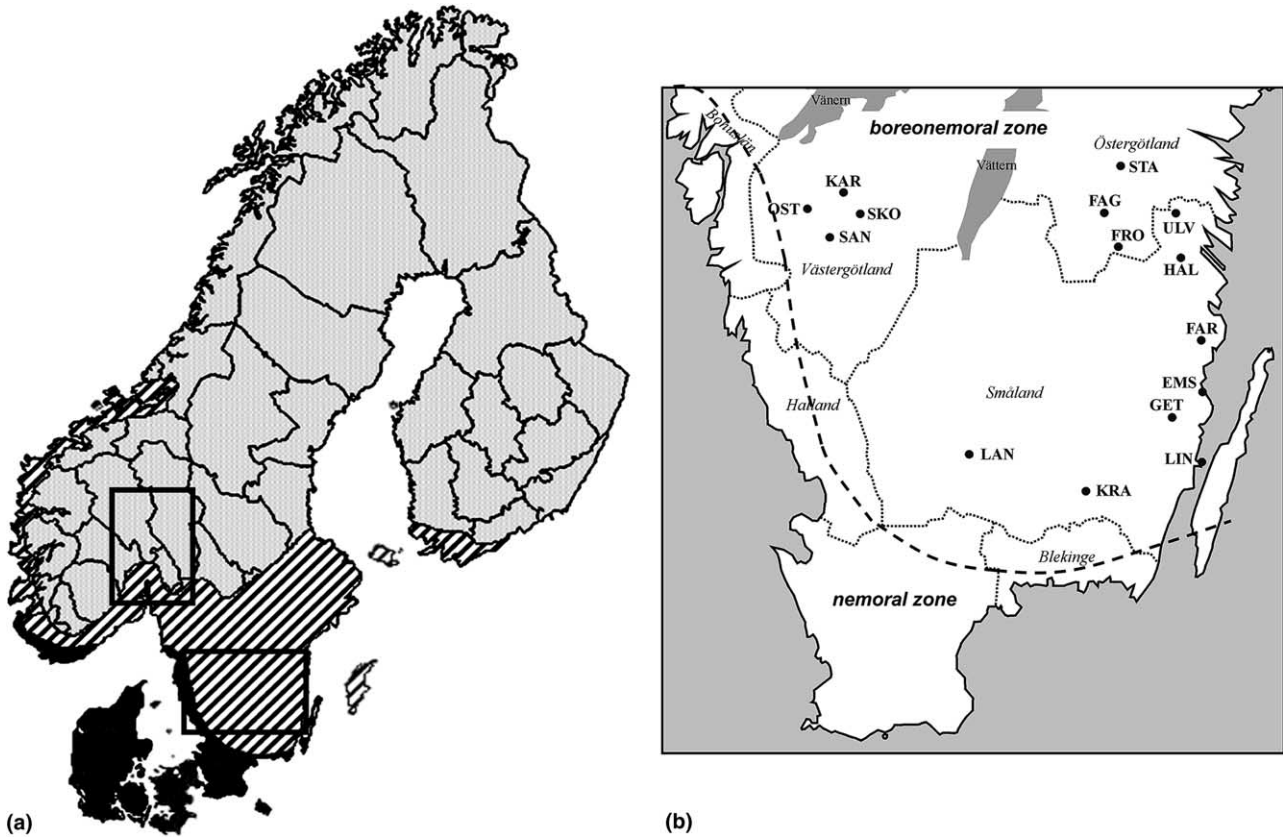 Vänern
Bohuslän
boreonemoral zone
Östergötland
STA
Vättern
KAR
OST
SKO
FAG
ULV
SAN
FRO
HAL
Västergötland
FAR
EMS
Småland
Halland
GET
LAN
LIN
KRA
Blekinge
nemoral zone
(a)
(b)